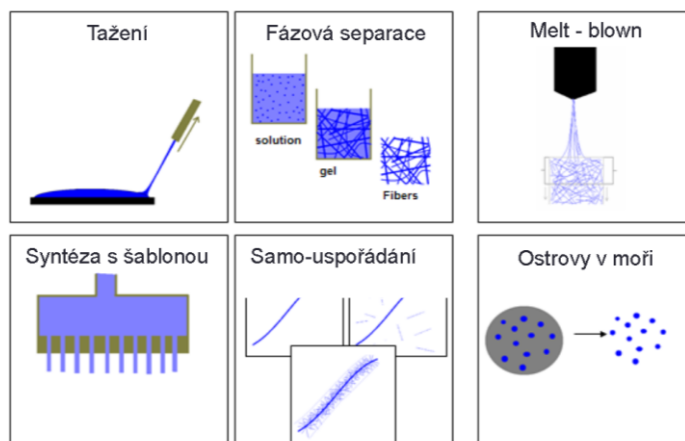 Tažení
Fázová separace
solution
gel
Fibers
Melt - blown
Syntéza s šablonou
Samo-uspořádání
Ostrovy v moři